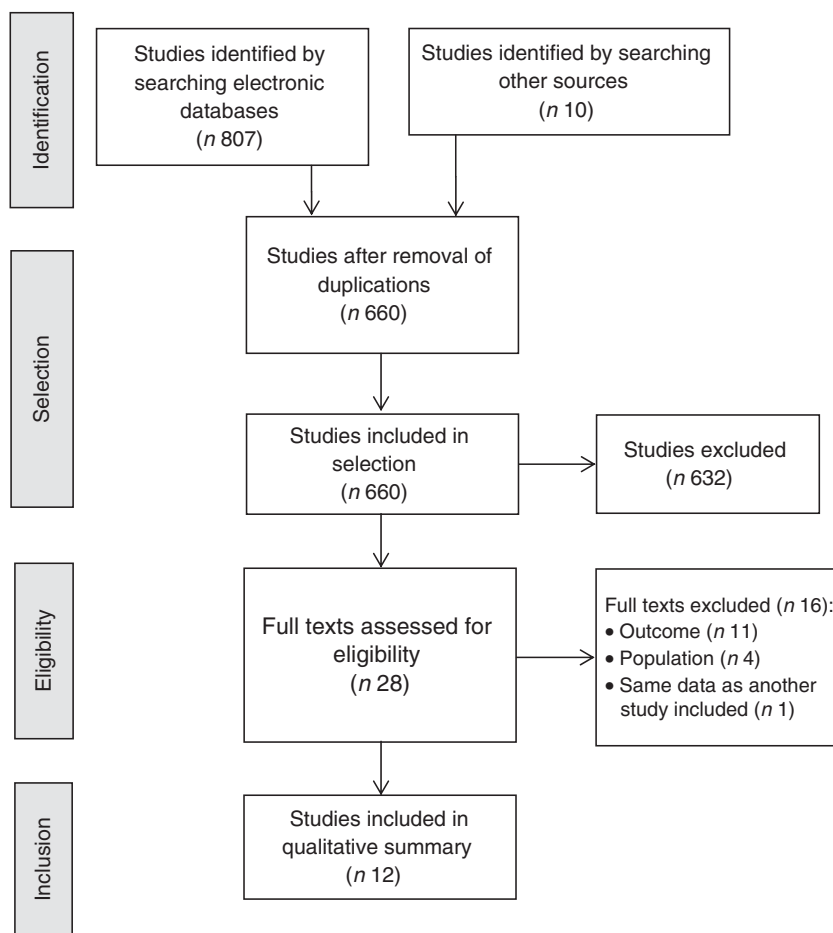 Identification
Studies identified by
searching electronic
databases
(n 807)
Studies identified by searching
other sources
(n 10)
Selection
Studies after removal of
duplications
(n 660)
Studies included in
selection
(n 660)
Studies excluded
(n 632)
Eligibility
Full texts assessed for
eligibility
(n 28)
Full texts excluded (n 16):
• Outcome (n 11)
• Population (n 4)
• Same data as another
study included (n 1)
Inclusion
Studies included in
qualitative summary
(n 12)